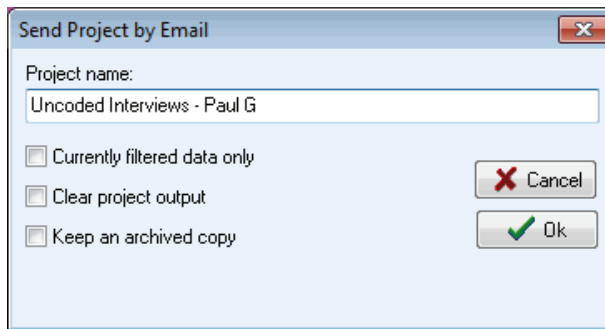 Send Project by Email
Project name:
Uncoded Interviews - Paul G
Currently filtered data only
Clear project output
Keep an archived copy
Cancel
Ok